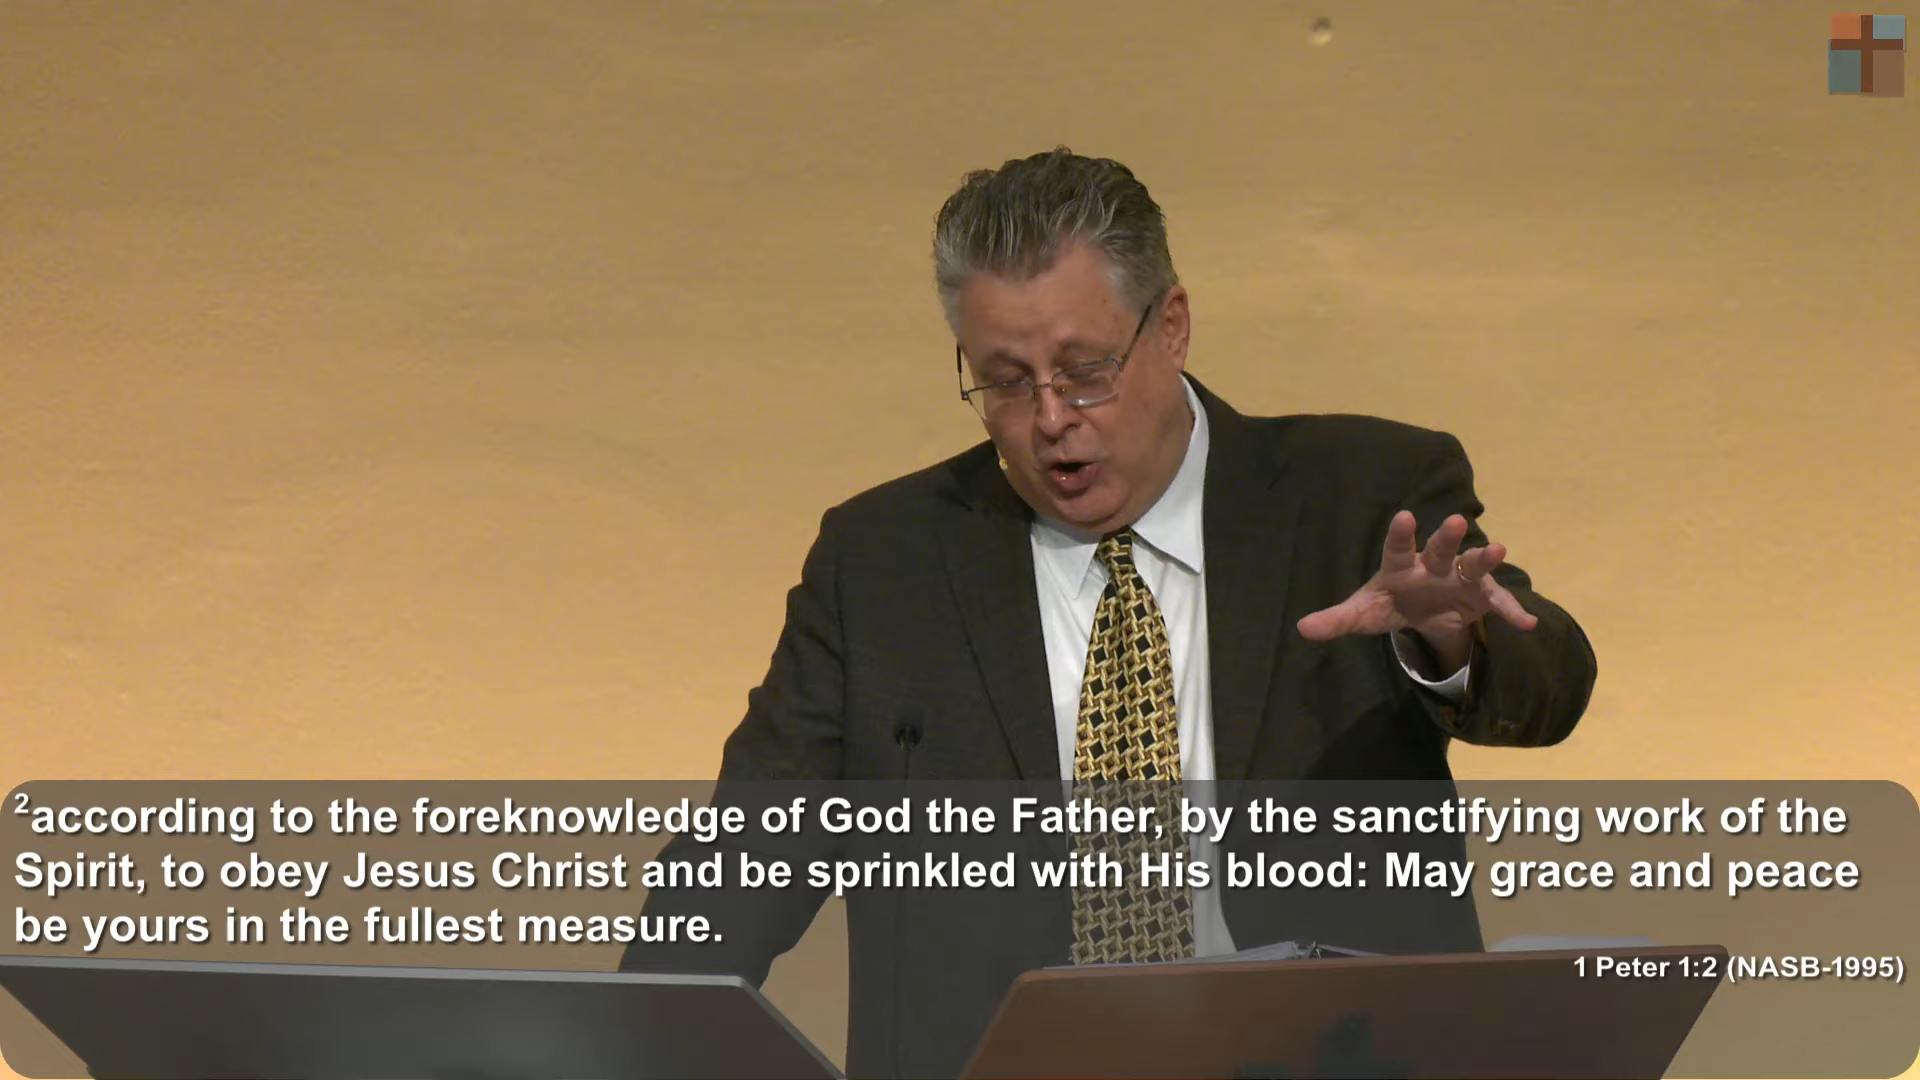 ²according to the foreknowledge of God the Father, by the sanctifying work of the
Spirit, to obey Jesus Christ and be sprinkled with His blood: May grace and peace
be yours in the fullest measure.
1 Peter 1:2 (NASB-1995)